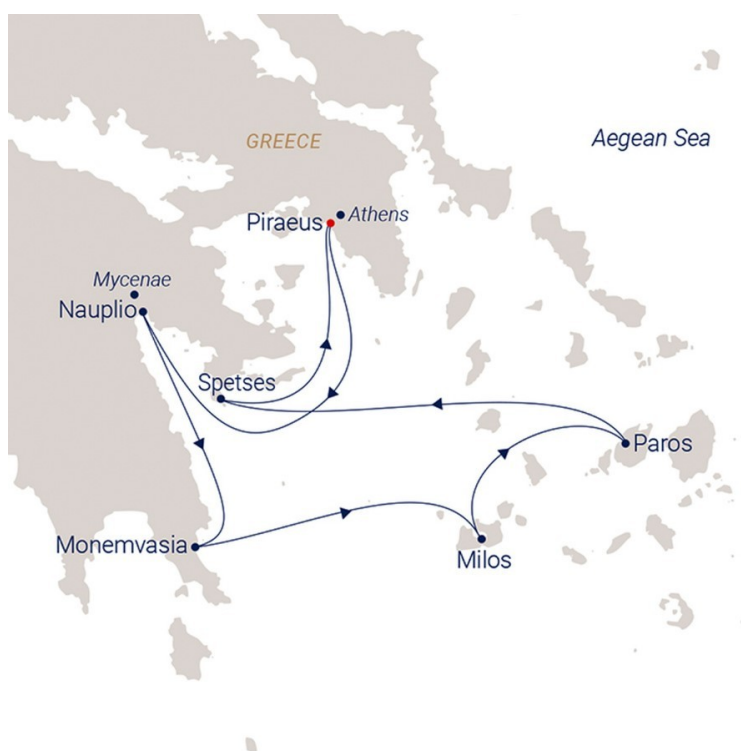 GREECE
Aegean Sea
Athens
Piraeus
Mycenae
Nauplio
Spetses
Paros
Monemvasia
Milos